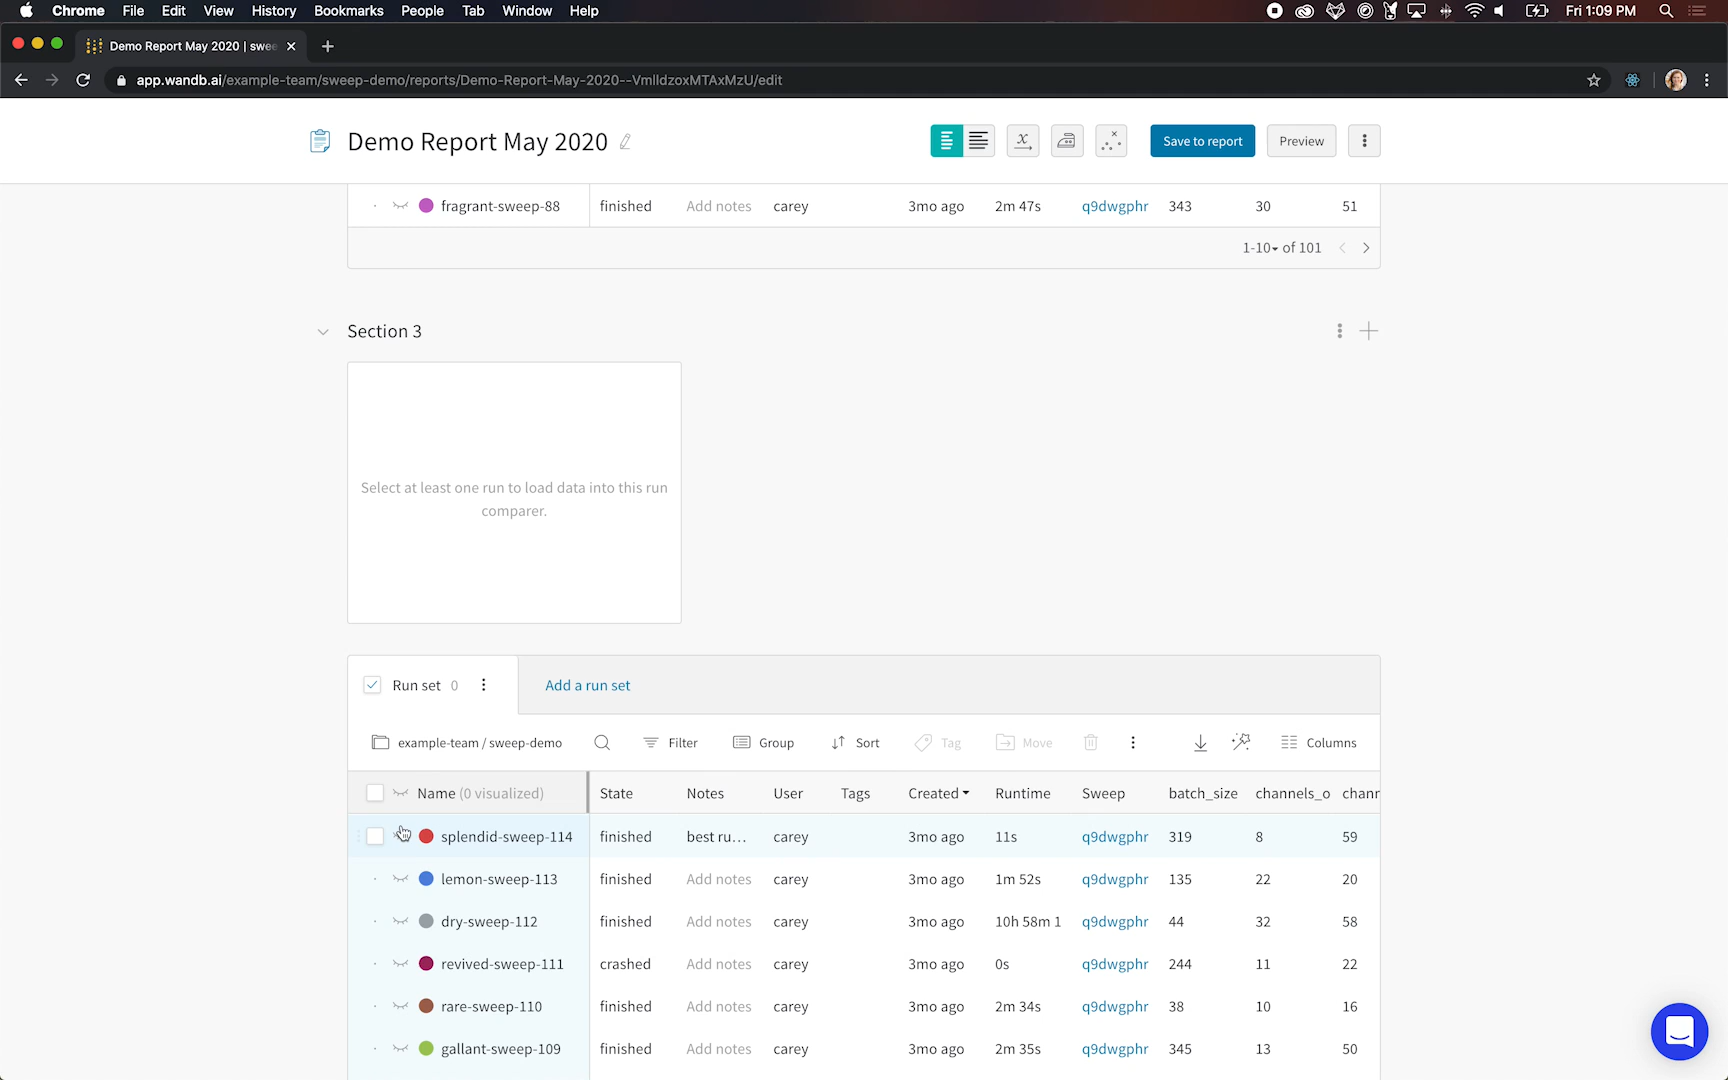 Chrome File Edit View History Bookmarks People Tab Window Help Fri 1:09 PM
Demo Report May 2020 | swee
app.wandb.ai/example-team/sweep-demo/reports/Demo-Report-May-2020--VmlldzoxMTAxMzU/edit
Demo Report May 2020 Save to report Preview
fragrant-sweep-88 finished Add notes carey 3mo ago 2m 47s q9dwgphr 343 30 51
1-10 of 101
Section 3
Select at least one run to load data into this run
comparer.
Run set 0 Add a run set
example-team / sweep-demo Filter Group Sort Tag Move Columns
Name (0 visualized) State Notes User Tags Created Runtime Sweep batch_size channels_o chanr
splendid-sweep-114 finished best ru... carey 3mo ago 11s q9dwgphr 319 8 59
lemon-sweep-113 finished Add notes carey 3mo ago 1m 52s q9dwgphr 135 22 20
dry-sweep-112 finished Add notes carey 3mo ago 10h 58m 1 q9dwgphr 44 32 58
revived-sweep-111 crashed Add notes carey 3mo ago 0s q9dwgphr 244 11 22
rare-sweep-110 finished Add notes carey 3mo ago 2m 34s q9dwgphr 38 10 16
gallant-sweep-109 finished Add notes carey 3mo ago 2m 35s q9dwgphr 345 13 50